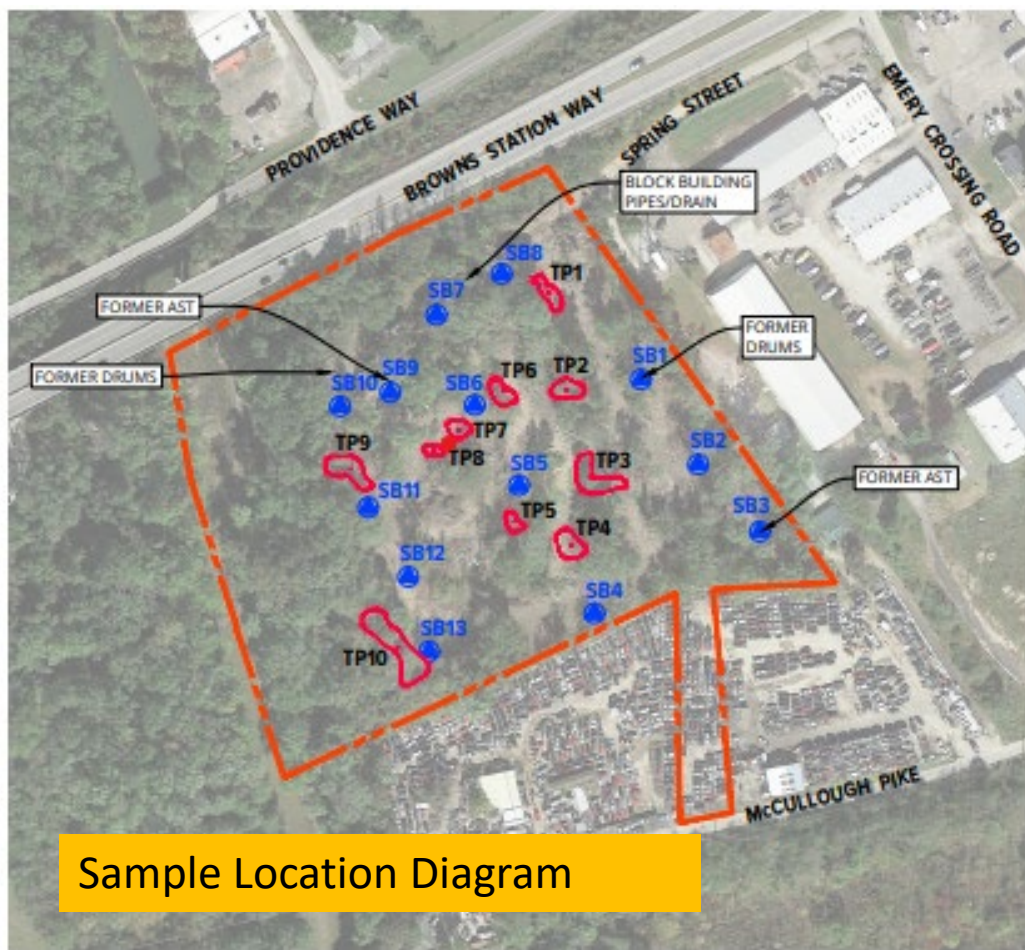 PROVIDENCE WAY
BROWNS STATION WAY
SPRING STREET
EMERY CROSSING ROAD
BLOCK BUILDING
PIPES/DRAIN
SB8
TP1
SB7
FORMER AST
FORMER
DRUMS
SB1
FORMER DRUMS
SB10
SB9
SB6
TP6
TP2
TP7
TP8
TP9
SB2
TP3
SB5
FORMER AST
SB11
SB3
TP5
TP4
SB12
SB4
SB13
TP10
McCULLOUGH PIKE
Sample Location Diagram